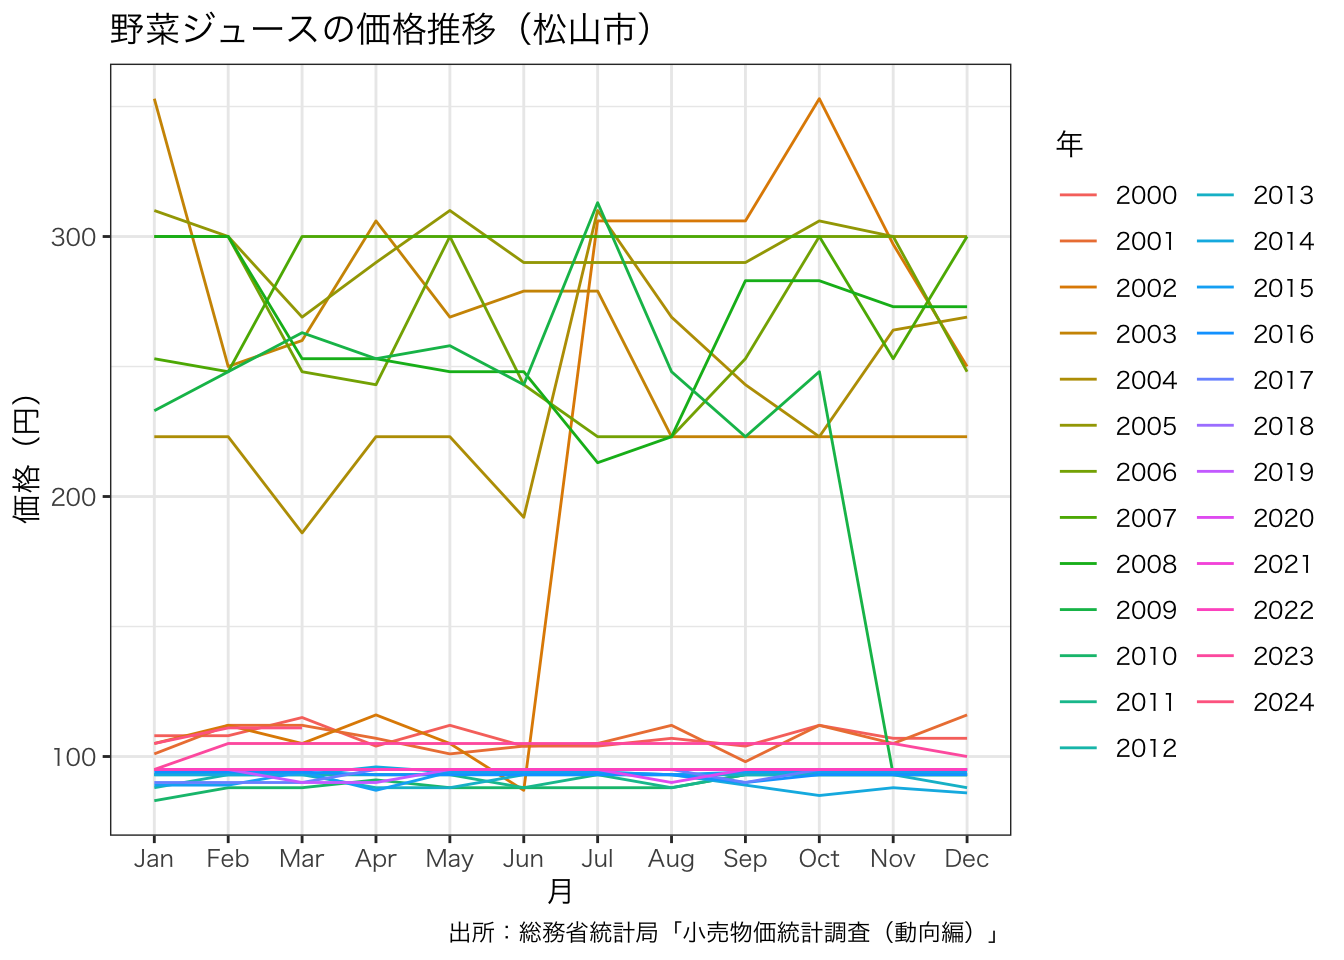 野菜ジュースの価格推移（松山市）
価格（円）
300
200
100
Jan Feb Mar Apr May Jun Jul Aug Sep Oct Nov Dec
月
年
2000 2013
2001 2014
2002 2015
2003 2016
2004 2017
2005 2018
2006 2019
2007 2020
2008 2021
2009 2022
2010 2023
2011 2024
2012
出所：総務省統計局「小売物価統計調査（動向編）」